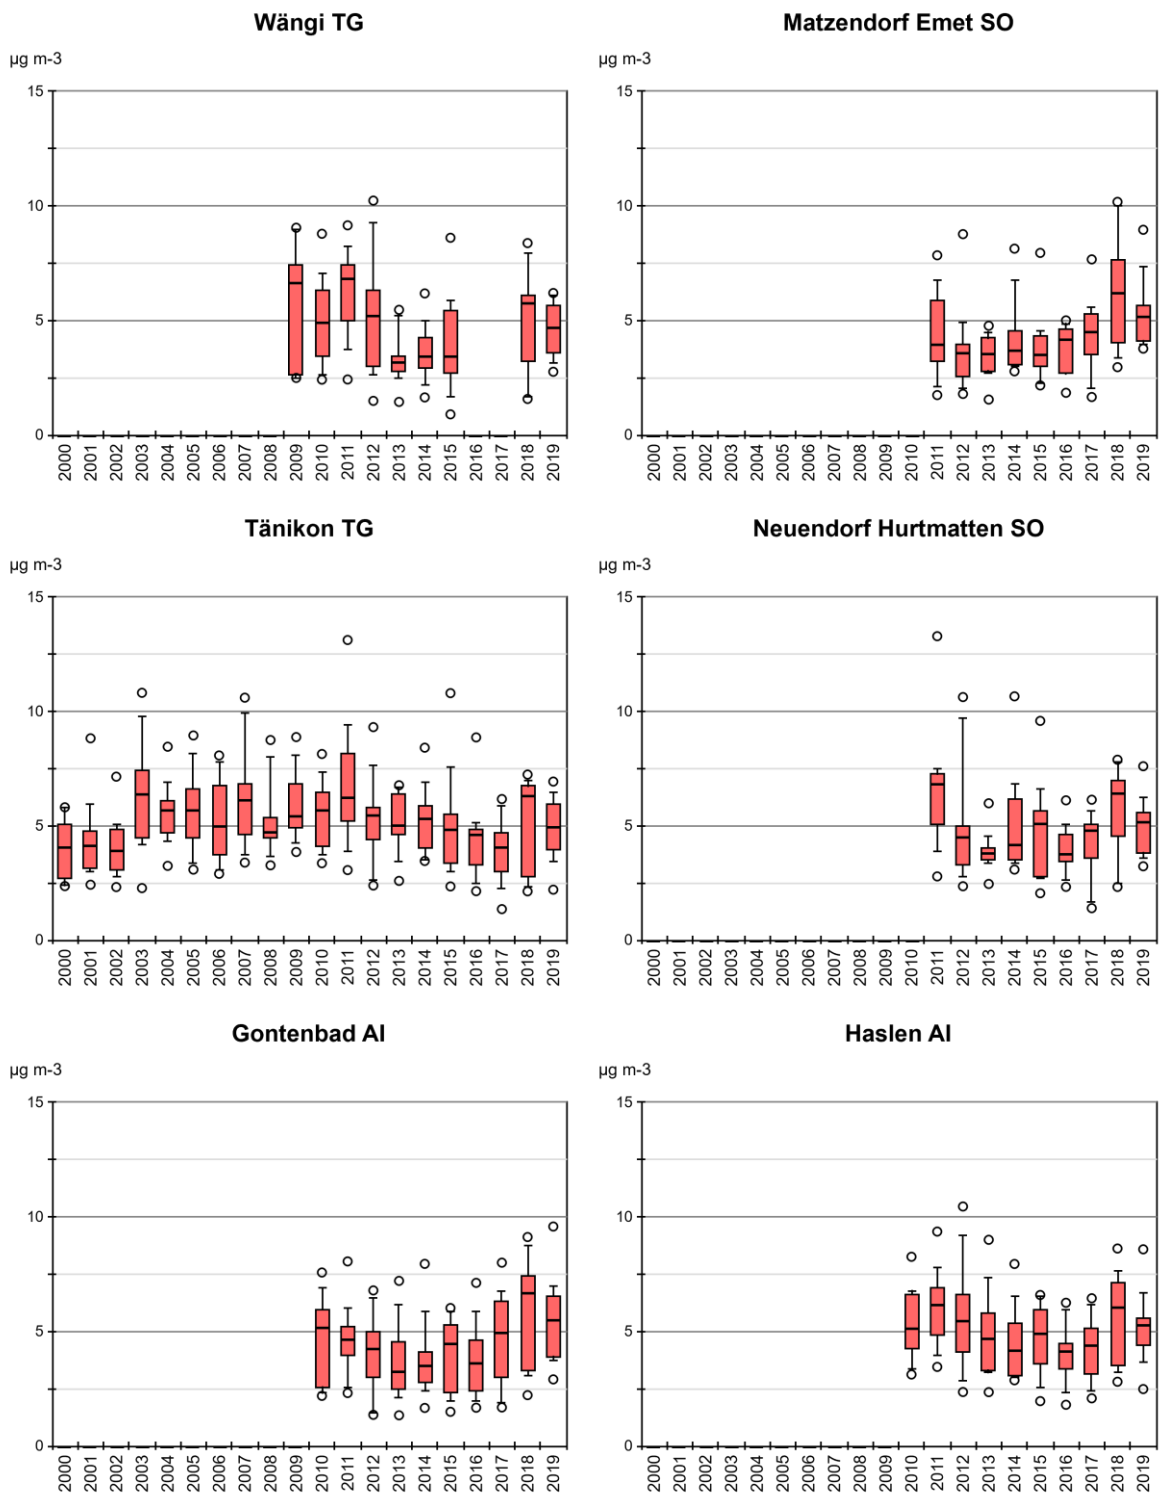 Wängi TG
µg m-3
15
10
5
0
2000 2001 2002 2003 2004 2005 2006 2007 2008 2009 2010 2011 2012 2013 2014 2015 2016 2017 2018 2019
Matzendorf Emet SO
µg m-3
15
10
5
0
2000 2001 2002 2003 2004 2005 2006 2007 2008 2009 2010 2011 2012 2013 2014 2015 2016 2017 2018 2019
Tänikon TG
µg m-3
15
10
5
0
2000 2001 2002 2003 2004 2005 2006 2007 2008 2009 2010 2011 2012 2013 2014 2015 2016 2017 2018 2019
Neuendorf Hurtmatten SO
µg m-3
15
10
5
0
2000 2001 2002 2003 2004 2005 2006 2007 2008 2009 2010 2011 2012 2013 2014 2015 2016 2017 2018 2019
Gontenbad AI
µg m-3
15
10
5
0
2000 2001 2002 2003 2004 2005 2006 2007 2008 2009 2010 2011 2012 2013 2014 2015 2016 2017 2018 2019
Haslen AI
µg m-3
15
10
5
0
2000 2001 2002 2003 2004 2005 2006 2007 2008 2009 2010 2011 2012 2013 2014 2015 2016 2017 2018 2019